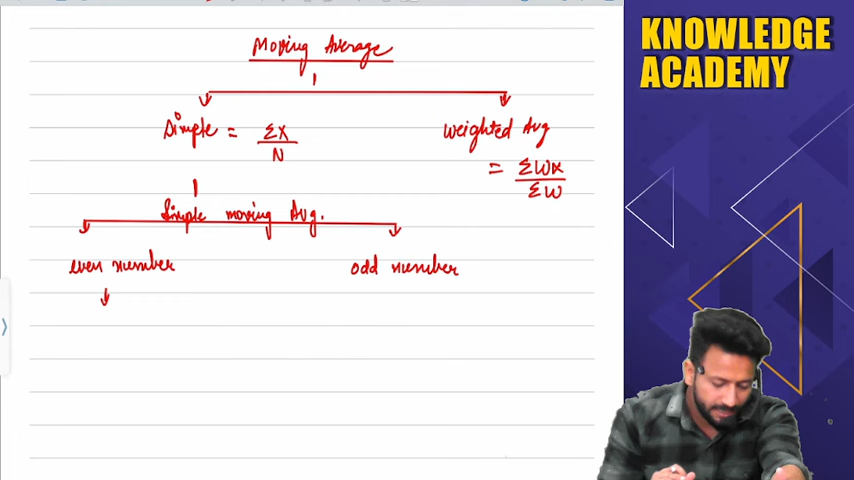 Moving Average
Simple = ΣX / N
Weighted Avg
= ΣWX / ΣW
Simple moving Avg.
even number
odd number
KNOWLEDGE
ACADEMY